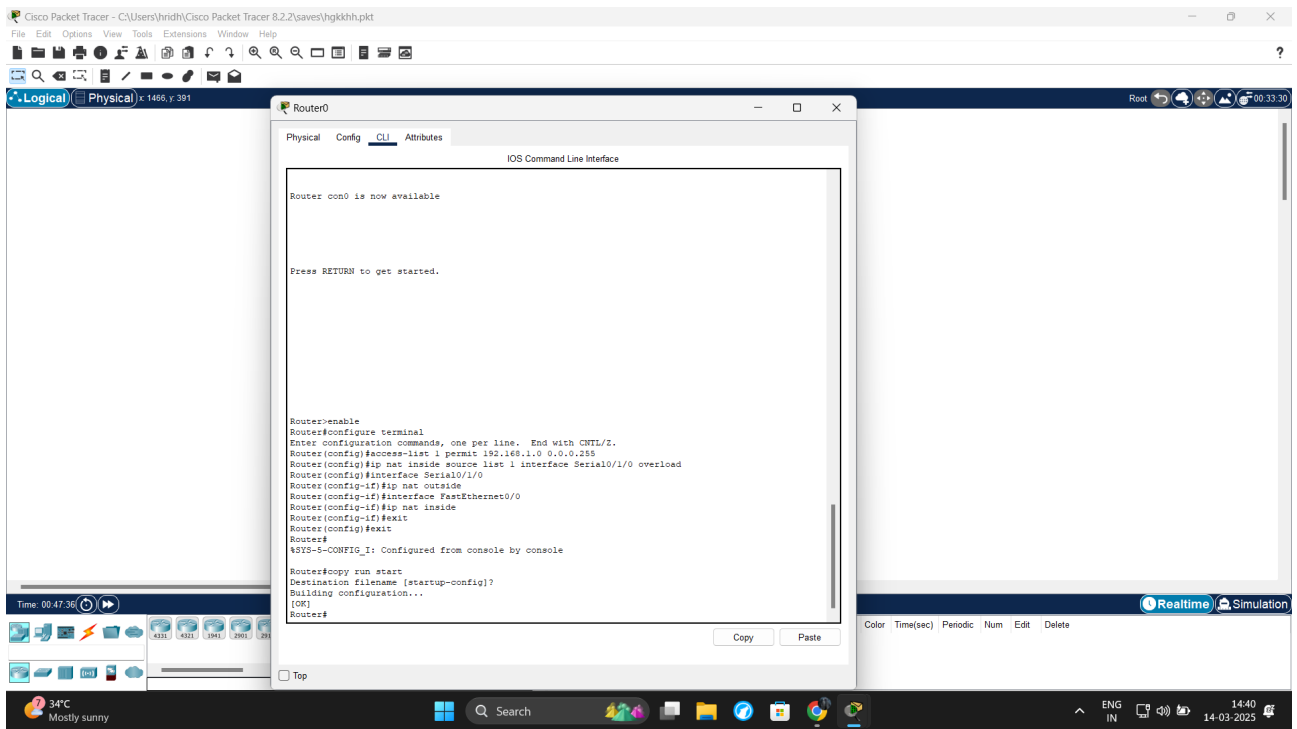 Cisco Packet Tracer - C:\Users\hridh\Cisco Packet Tracer 8.2.2\saves\hgkkhh.pkt
File Edit Options View Tools Extensions Window Help
?
Logical Physical x: 1466, y: 391
Root 00:33:30
Router0
Physical Config CLI Attributes
IOS Command Line Interface
Router con0 is now available
Press RETURN to get started.
Router>enable
Router#configure terminal
Enter configuration commands, one per line. End with CNTL/Z.
Router(config)#access-list 1 permit 192.168.1.0 0.0.0.255
Router(config)#ip nat inside source list 1 interface Serial0/1/0 overload
Router(config)#interface Serial0/1/0
Router(config-if)#ip nat outside
Router(config-if)#interface FastEthernet0/0
Router(config-if)#ip nat inside
Router(config-if)#exit
Router(config)#exit
Router#
%SYS-5-CONFIG_I: Configured from console by console
Router#copy run start
Destination filename [startup-config]?
Building configuration...
[OK]
Router#
Copy Paste
Top
Time: 00:47:36
Realtime Simulation
4331 4321 1941 2901 291
Color Time(sec) Periodic Num Edit Delete
7 34°C
Mostly sunny
Search
ENG
IN
14:40
14-03-2025